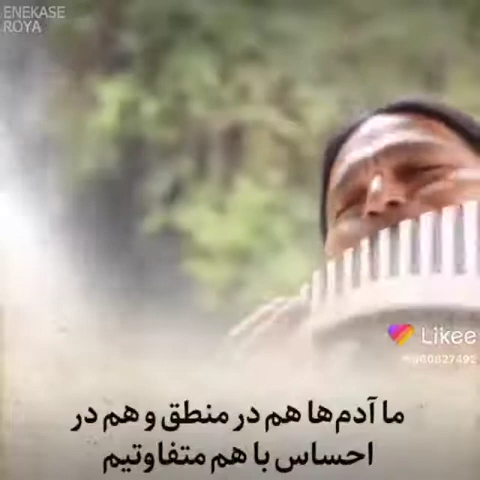 ENEKASE
ROYA
Likee
ما آدم‌ها هم در منطق و هم در
احساس با هم متفاوتیم